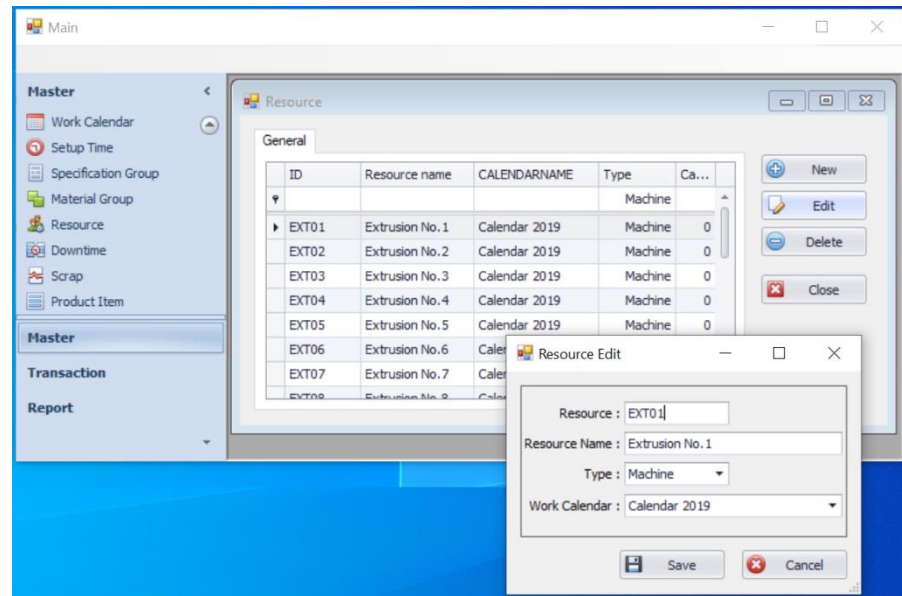 Main
Master
Work Calendar
Setup Time
Specification Group
Material Group
Resource
Downtime
Scrap
Product Item
Master
Transaction
Report
Resource
General
ID Resource name CALENDARNAME Type Ca...
Machine
EXT01 Extrusion No.1 Calendar 2019 Machine 0
EXT02 Extrusion No.2 Calendar 2019 Machine 0
EXT03 Extrusion No.3 Calendar 2019 Machine 0
EXT04 Extrusion No.4 Calendar 2019 Machine 0
EXT05 Extrusion No.5 Calendar 2019 Machine 0
EXT06 Extrusion No.6
EXT07 Extrusion No.7
EXT08 Extrusion No.8
New
Edit
Delete
Close
Resource Edit
Resource : EXT01
Resource Name : Extrusion No.1
Type : Machine
Work Calendar : Calendar 2019
Save Cancel